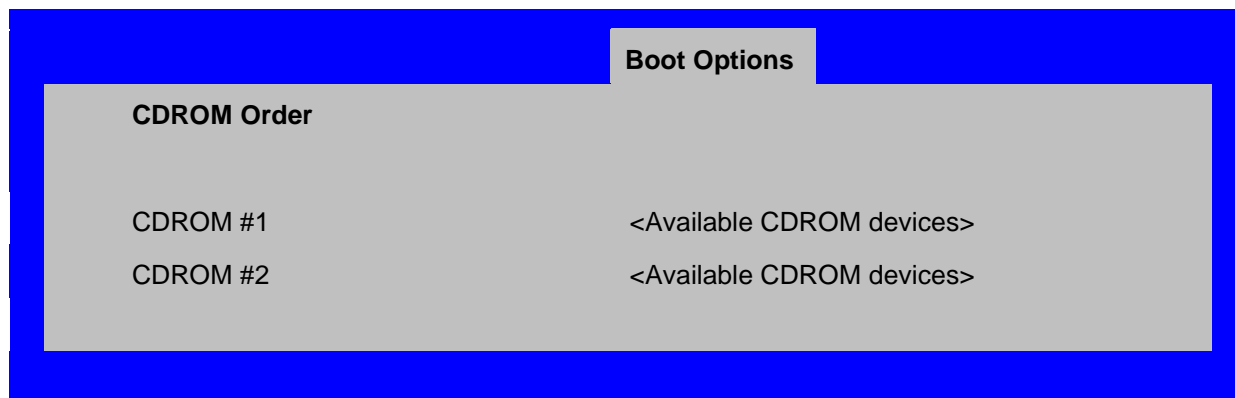 Boot Options
CDROM Order
CDROM #1 <Available CDROM devices>
CDROM #2 <Available CDROM devices>